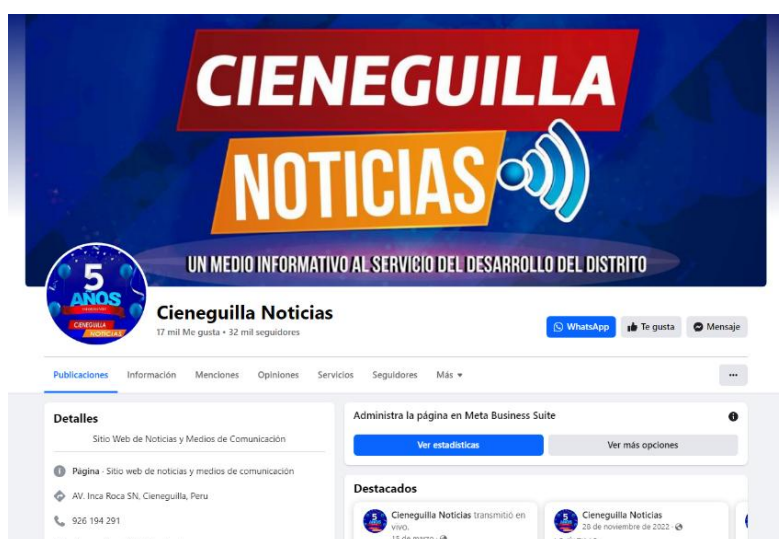 CIENEGUILLA
NOTICIAS
UN MEDIO INFORMATIVO AL SERVICIO DEL DESARROLLO DEL DISTRITO
5
AÑOS
CIENEGUILLA
NOTICIAS
Cieneguilla Noticias
17 mil Me gusta • 32 mil seguidores
WhatsApp
Te gusta
Mensaje
Publicaciones Información Menciones Opiniones Servicios Seguidores Más
Detalles
Sitio Web de Noticias y Medios de Comunicación
Página · Sitio web de noticias y medios de comunicación
AV. Inca Roca SN, Cieneguilla, Peru
926 194 291
Administra la página en Meta Business Suite
Ver estadísticas
Ver más opciones
Destacados
Cieneguilla Noticias transmitió en
vivo.
15 de marzo ·
Cieneguilla Noticias
28 de noviembre de 2022 ·